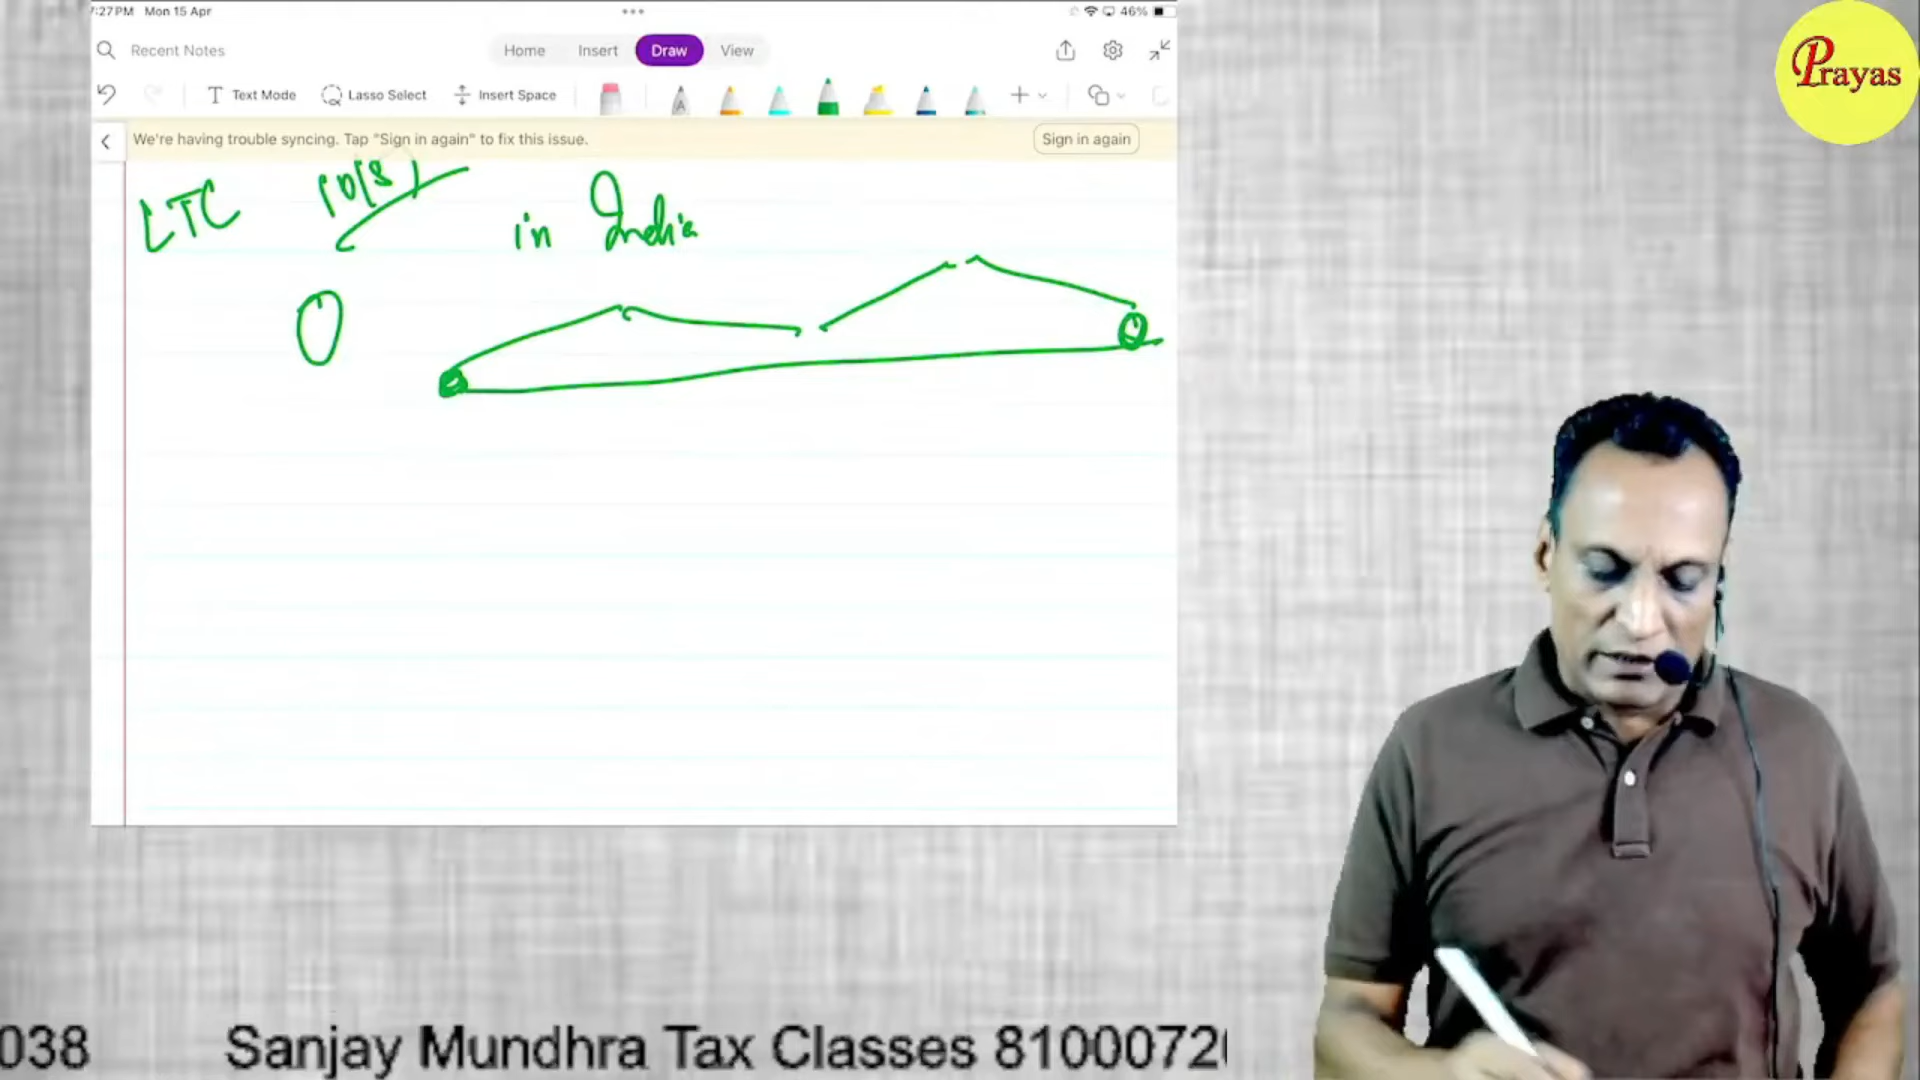 7:27PM Mon 15 Apr
46%
Recent Notes
Home Insert Draw View
Text Mode Lasso Select Insert Space
We're having trouble syncing. Tap "Sign in again" to fix this issue.
Sign in again
LTC 10(5)
in India
Prayas
038 Sanjay Mundhra Tax Classes 8100072